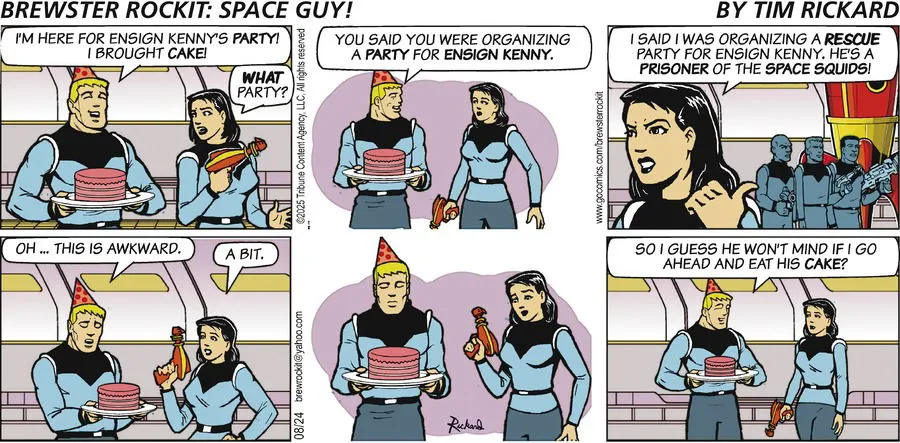 BREWSTER ROCKIT: SPACE GUY!
BY TIM RICKARD
I'M HERE FOR ENSIGN KENNY'S PARTY!
I BROUGHT CAKE!
WHAT
PARTY?
©2025 Tribune Content Agency, LLC. All rights reserved
YOU SAID YOU WERE ORGANIZING
A PARTY FOR ENSIGN KENNY.
www.gocomics.com/brewsterrockit
I SAID I WAS ORGANIZING A RESCUE
PARTY FOR ENSIGN KENNY. HE'S A
PRISONER OF THE SPACE SQUIDS!
OH ... THIS IS AWKWARD.
A BIT.
08/24 brewrockit@yahoo.com
Rickard
SO I GUESS HE WON'T MIND IF I GO
AHEAD AND EAT HIS CAKE?